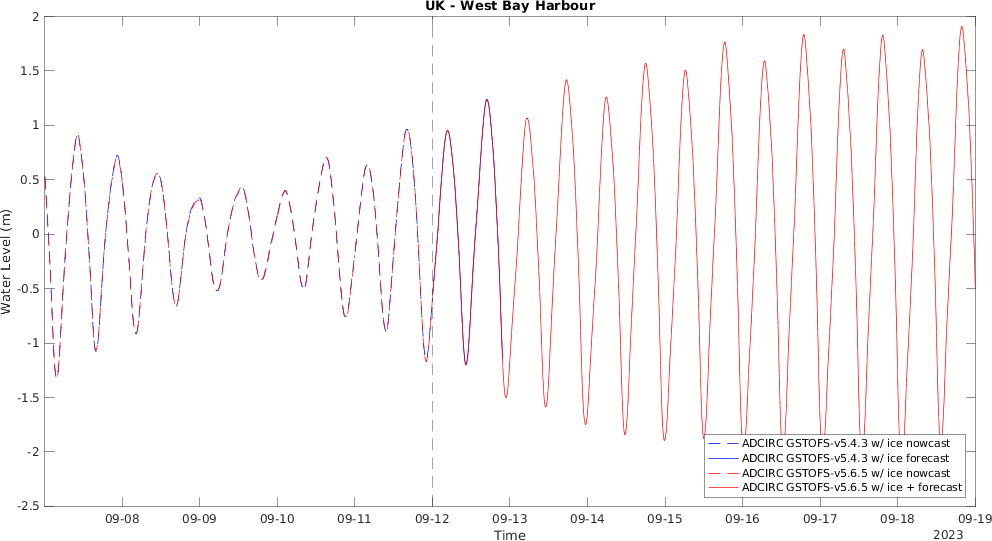 UK - West Bay Harbour
2
1.5
1
0.5
0
-0.5
-1
-1.5
-2
-2.5
Water Level (m)
ADCIRC GSTOFS-v5.4.3 w/ ice nowcast
ADCIRC GSTOFS-v5.4.3 w/ ice forecast
ADCIRC GSTOFS-v5.6.5 w/ ice nowcast
ADCIRC GSTOFS-v5.6.5 w/ ice + forecast
09-08 09-09 09-10 09-11 09-12 09-13 09-14 09-15 09-16 09-17 09-18 09-19
Time
2023